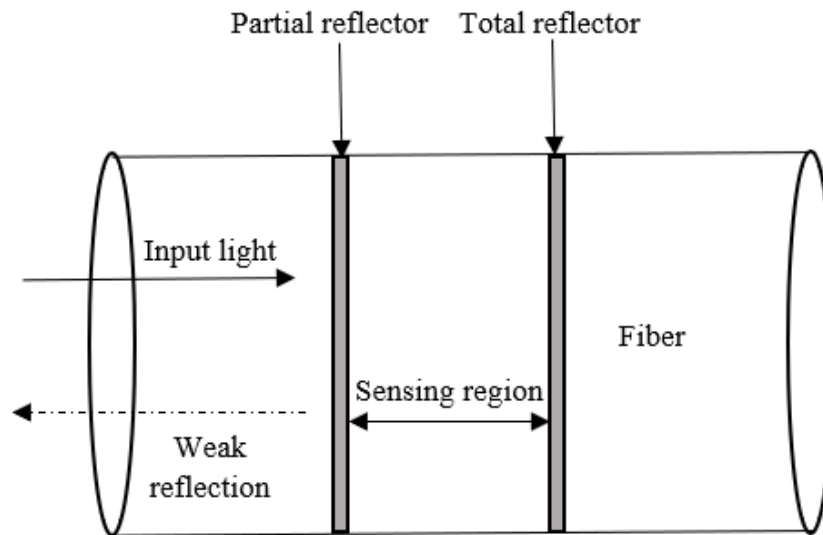 Partial reflector
Total reflector
Input light
Fiber
Sensing region
Weak
reflection